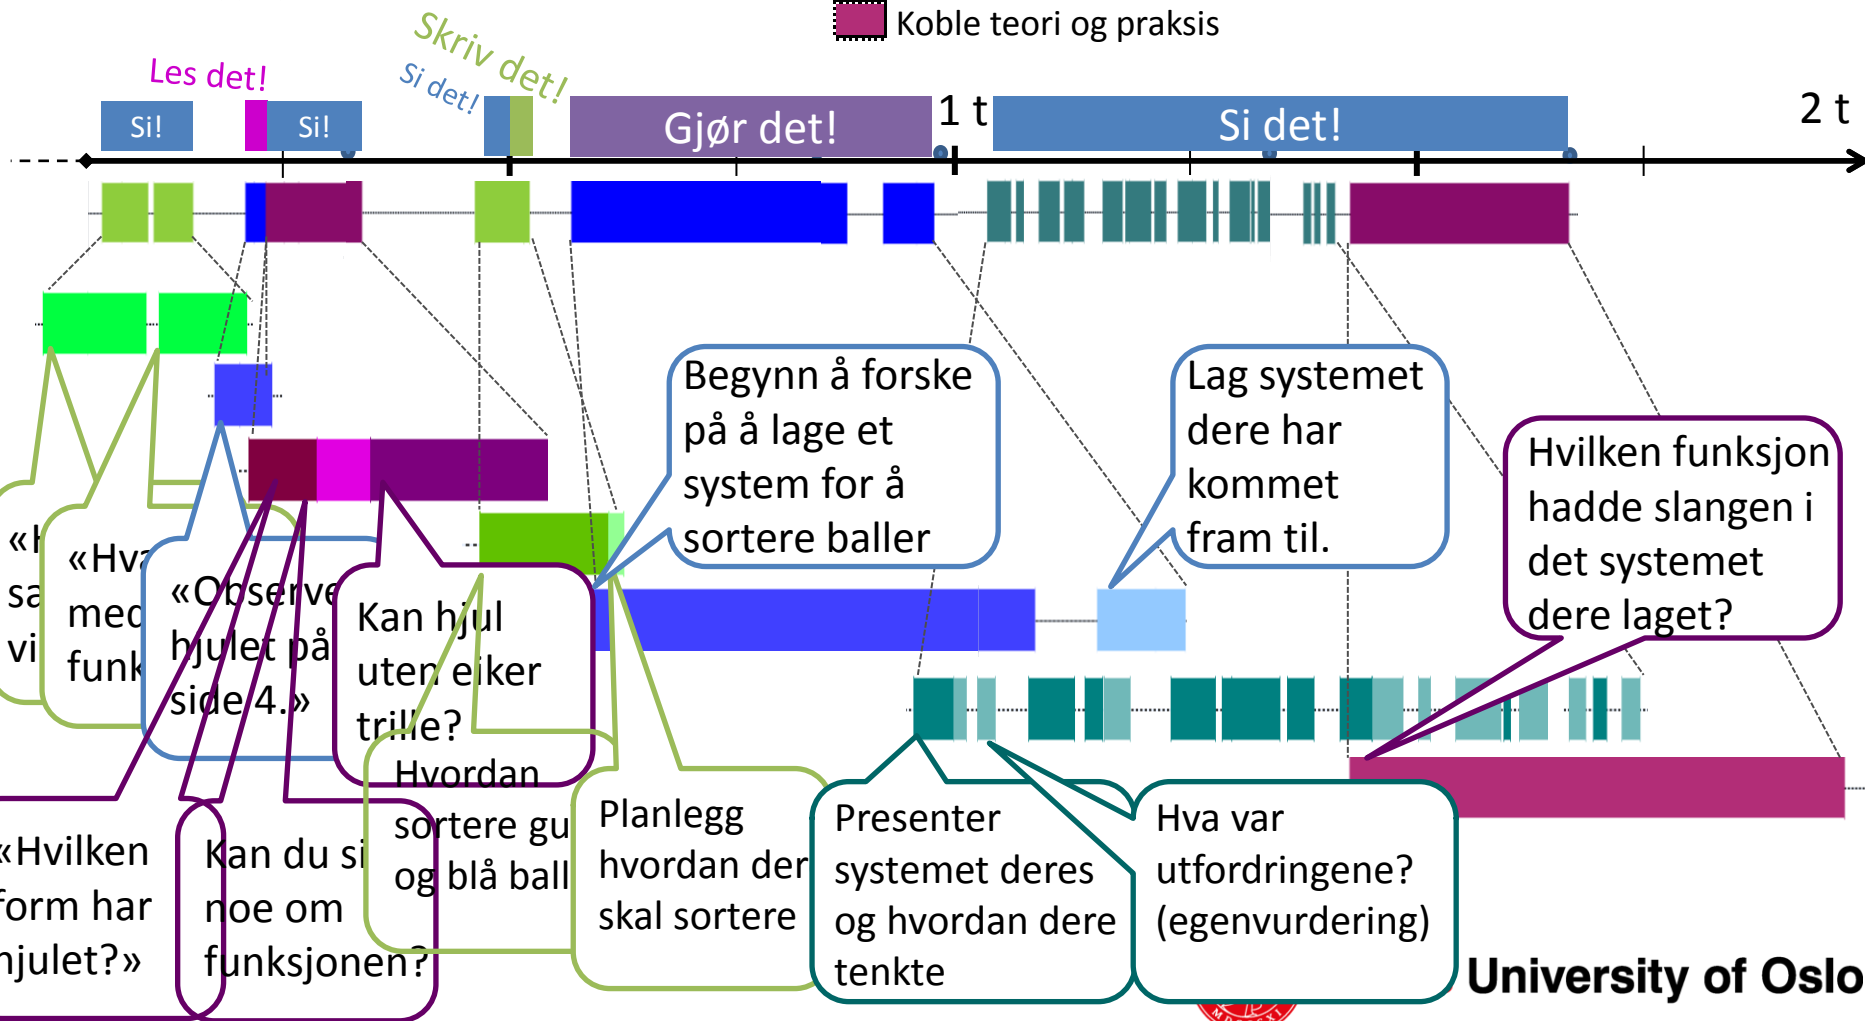 Koble teori og praksis
Skriv det!
Les det!
Si det!
Si!
Si!
Gjør det!
1 t
Si det!
2 t
Begynn å forske
på å lage et
system for å
sortere baller
Lag systemet
dere har
kommet
fram til.
Hvilken funksjon
hadde slangen i
det systemet
dere laget?
«Observe
hjulet på
side 4.»
Kan hjul
uten eiker
trille?
Hvordan
sortere gu
og blå ball
Planlegg
hvordan der
skal sortere
Presenter
systemet deres
og hvordan dere
tenkte
Hva var
utfordringene?
(egenvurdering)
«Hvilken
form har
hjulet?»
Kan du si
noe om
funksjonen?
University of Oslo